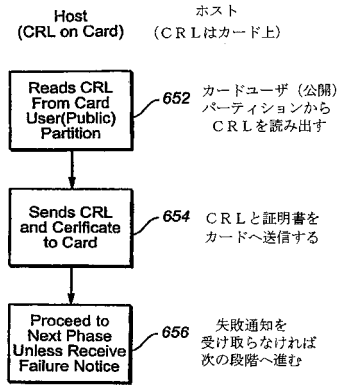 Host
(CRL on Card)
ホスト
（ＣＲＬはカード上）
Reads CRL
From Card
User(Public)
Partition
652
カードユーザ（公開）
パーティションから
ＣＲＬを読み出す
Sends CRL
and Cerificate
to Card
654
ＣＲＬと証明書を
カードへ送信する
Proceed to
Next Phase
Unless Receive
Failure Notice
656
失敗通知を
受け取らなければ
次の段階へ進む